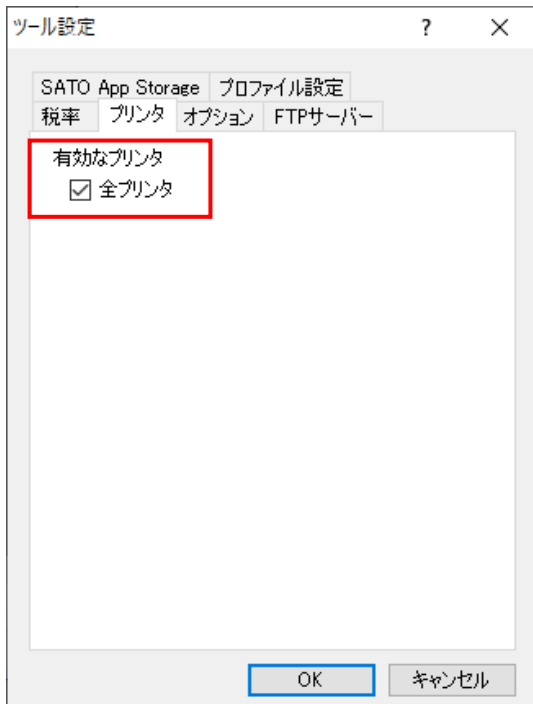 ツール設定 ?
SATO App Storage プロファイル設定
税率 プリンタ オプション FTPサーバー
有効なプリンタ
全プリンタ
OK キャンセル